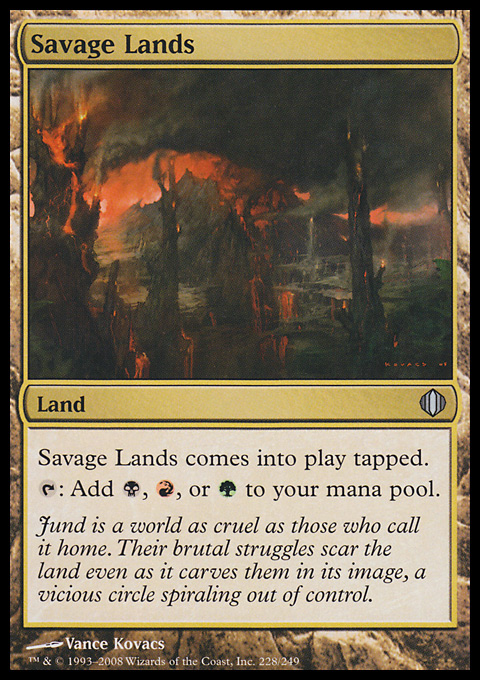 Savage Lands
KOVACS 08
Land
Savage Lands comes into play tapped.
: Add , , or to your mana pool.
Jund is a world as cruel as those who call
it home. Their brutal struggles scar the
land even as it carves them in its image, a
vicious circle spiraling out of control.
Vance Kovacs
™ & © 1993–2008 Wizards of the Coast, Inc. 228/249